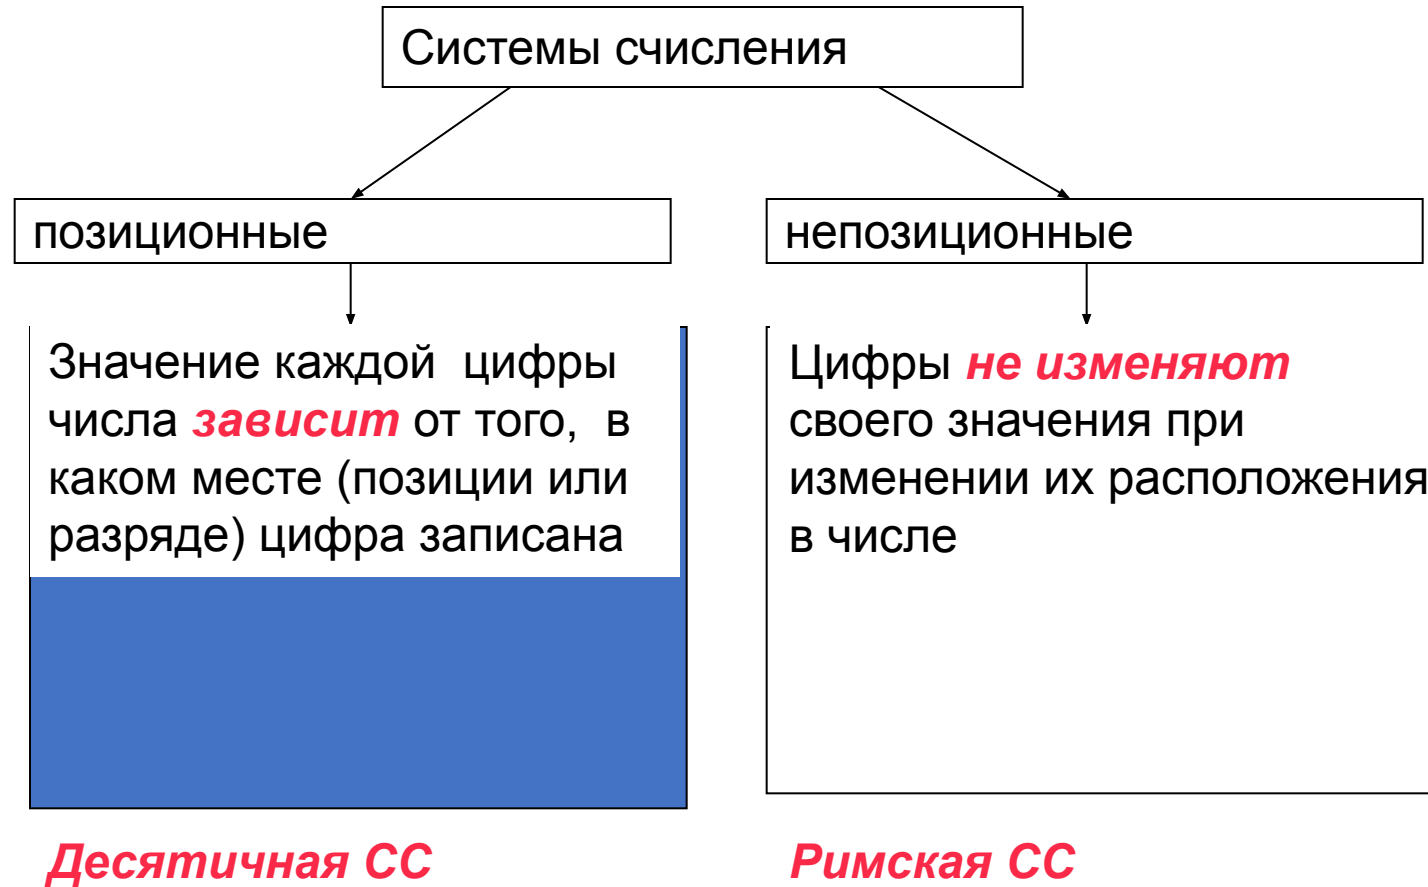 Системы счисления
позиционные
непозиционные
Значение каждой цифры
числа зависит от того, в
каком месте (позиции или
разряде) цифра записана
Цифры не изменяют
своего значения при
изменении их расположения
в числе
Десятичная СС
Римская СС